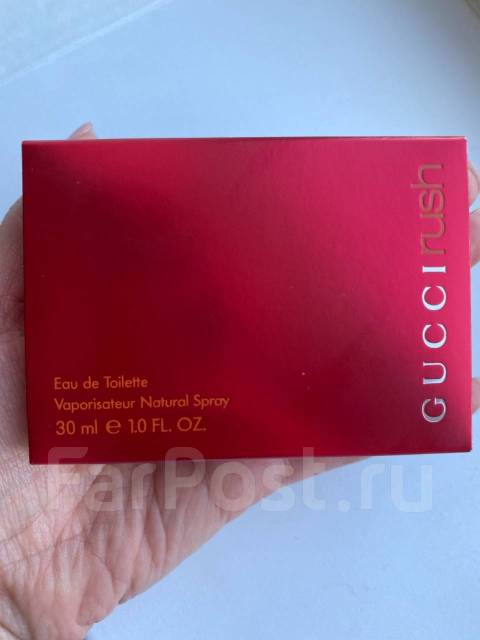 GUCCI rush
Eau de Toilette
Vaporisateur Natural Spray
30 ml e 1.0 FL. OZ.
FarPost.ru